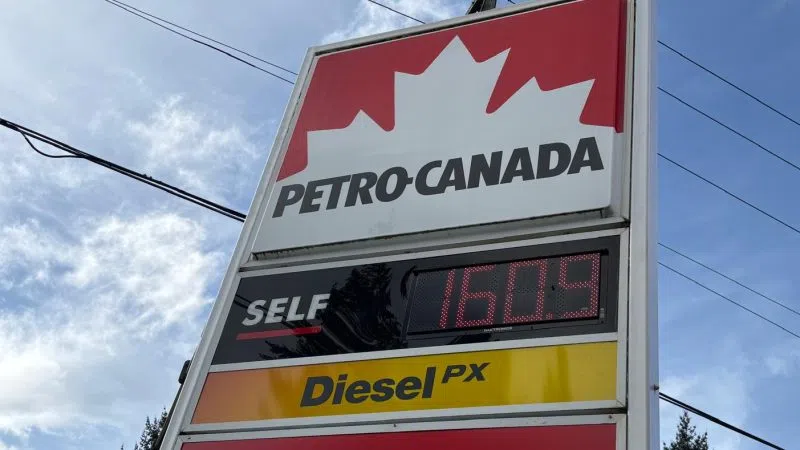 PETRO-CANADA
SELF 160.9
Diesel PX